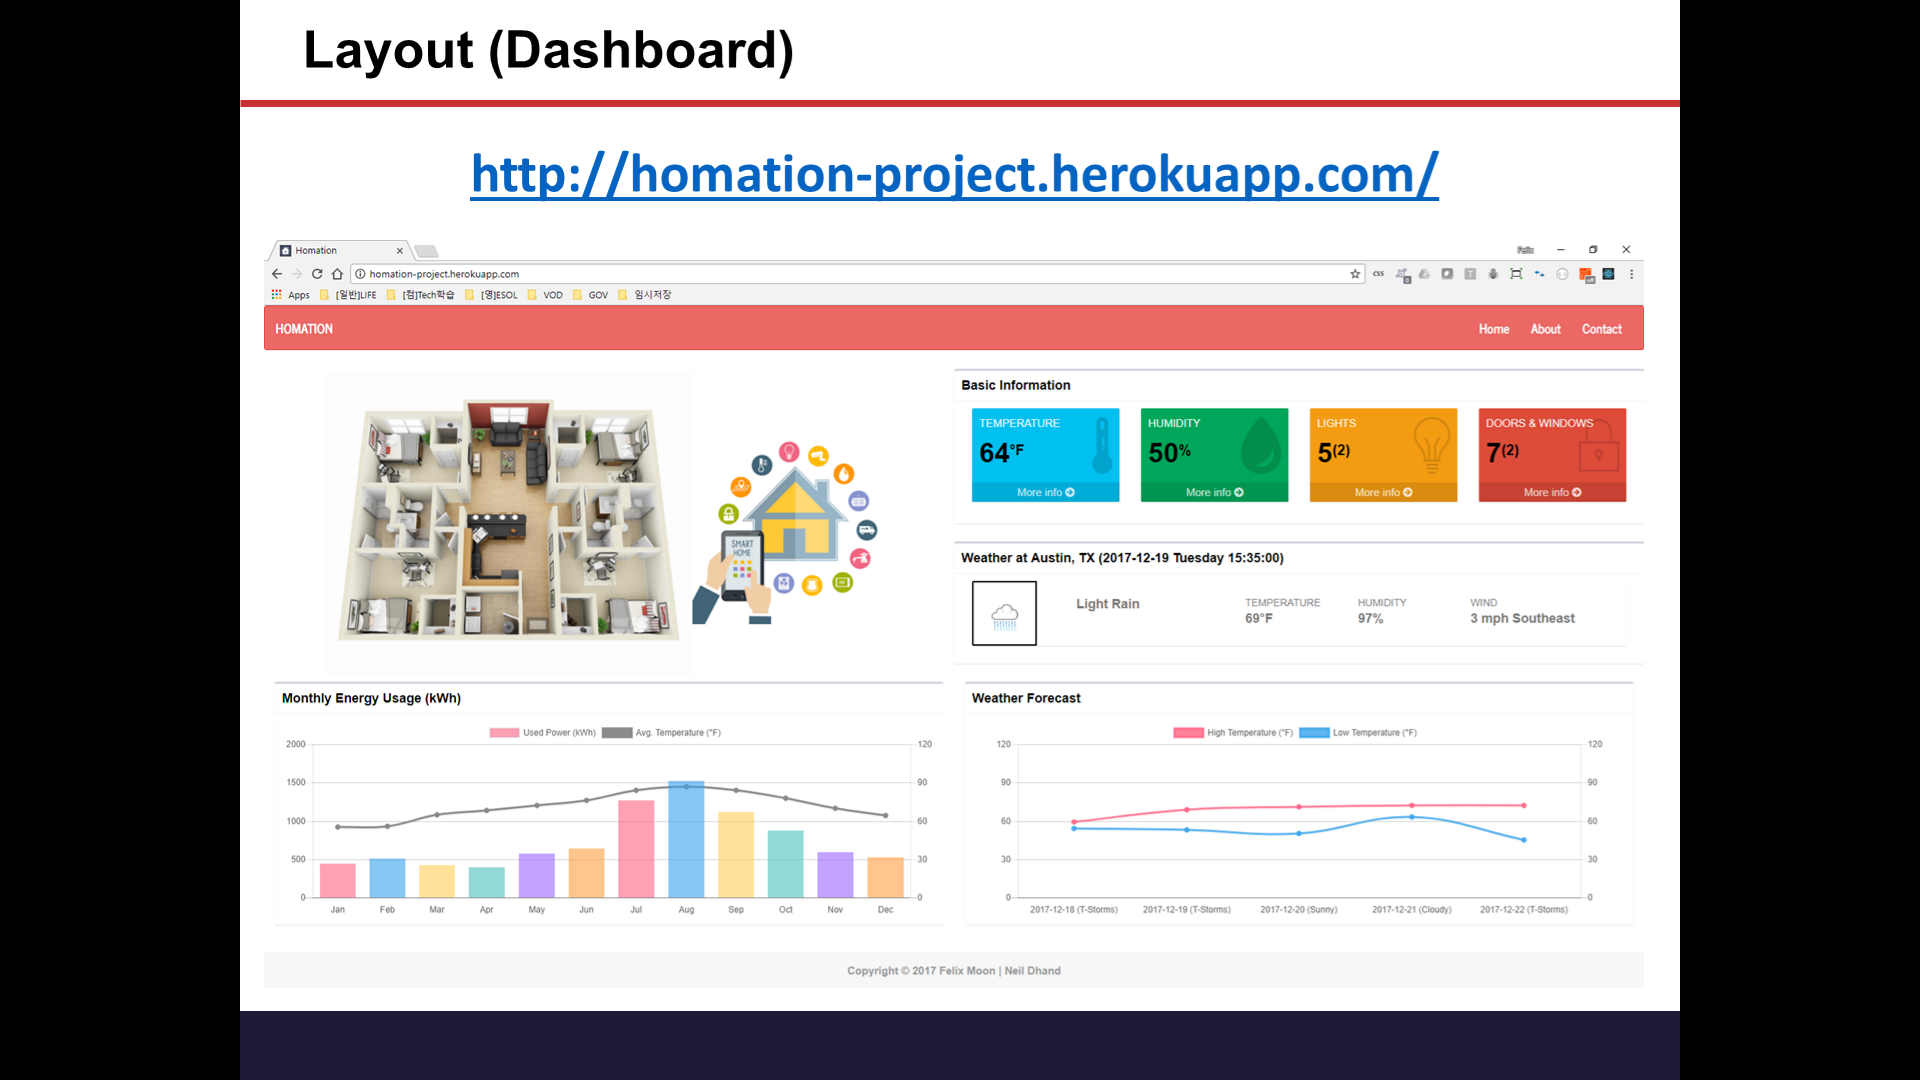 Layout (Dashboard)
http://homation-project.herokuapp.com/
Homation
Felix
homation-project.herokuapp.com
CSS
Apps
[일반]LIFE
[컴]Tech학습
[영]ESOL
VOD
GOV
임시저장
HOMATION
Home
About
Contact
SMART
HOME
Basic Information
TEMPERATURE
64°F
More info
HUMIDITY
50%
More info
LIGHTS
5(2)
More info
DOORS & WINDOWS
7(2)
More info
Weather at Austin, TX (2017-12-19 Tuesday 15:35:00)
Light Rain
TEMPERATURE
69°F
HUMIDITY
97%
WIND
3 mph Southeast
Monthly Energy Usage (kWh)
Used Power (kWh)
Avg. Temperature (°F)
2000
1500
1000
500
0
120
90
60
30
0
Jan
Feb
Mar
Apr
May
Jun
Jul
Aug
Sep
Oct
Nov
Dec
Weather Forecast
High Temperature (°F)
Low Temperature (°F)
120
90
60
30
0
120
90
60
30
0
2017-12-18 (T-Storms)
2017-12-19 (T-Storms)
2017-12-20 (Sunny)
2017-12-21 (Cloudy)
2017-12-22 (T-Storms)
Copyright © 2017 Felix Moon | Neil Dhand